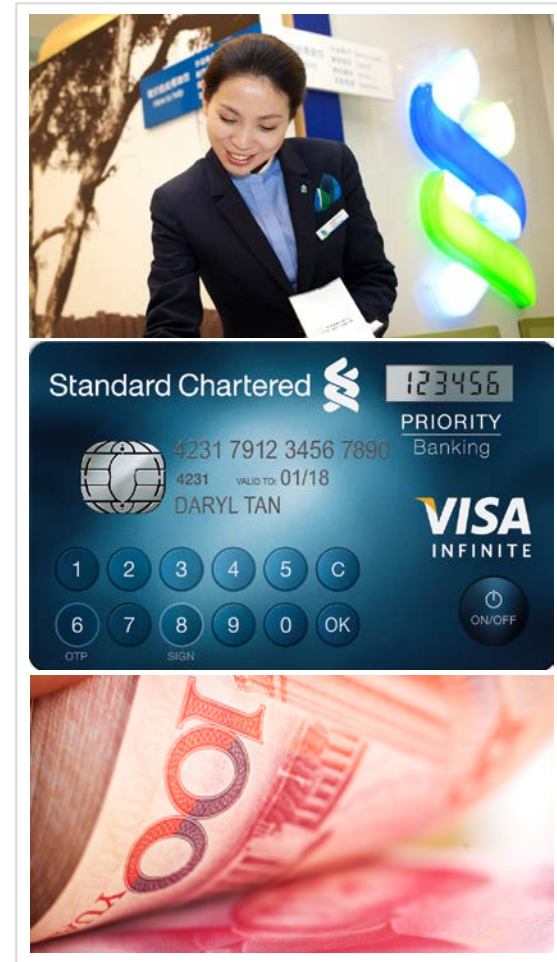 Standard Chartered
123456
PRIORITY
Banking
4231 7912 3456 7890
4231 VALID TO: 01/18
DARYL TAN
VISA
INFINITE
1 2 3 4 5 C
6 7 8 9 0 OK
OTP SIGN
ON/OFF
100
YUAN